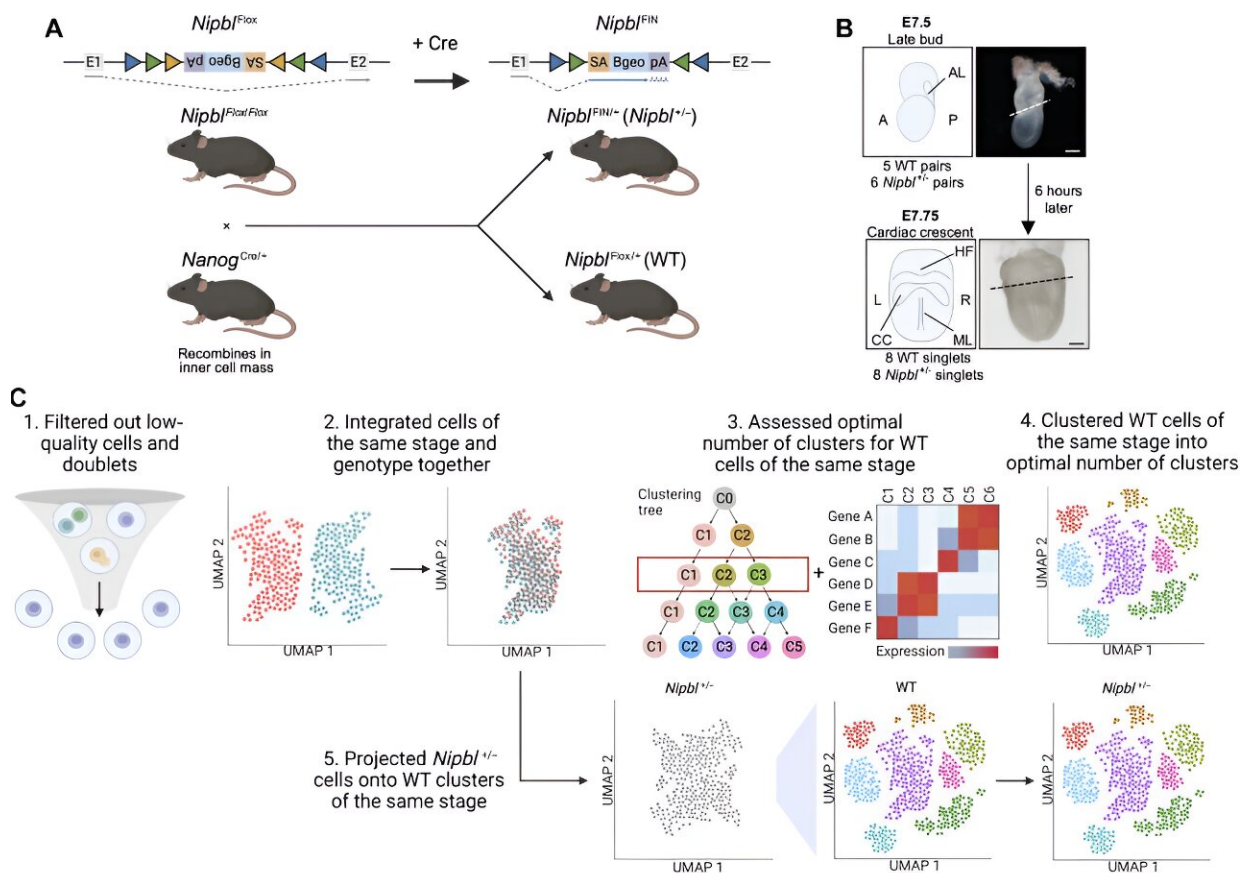 A
Nipbl^Flox
Nipbl^FIN
+ Cre
E1 pA Bgeo SA E2
E1 SA Bgeo pA E2
Nipbl^Flox/Flox
Nipbl^FIN/+ (Nipbl^+/-)
×
Nanog^Cre/+
Nipbl^Flox/+ (WT)
Recombines in
inner cell mass
B
E7.5
Late bud
AL
A P
5 WT pairs
6 Nipbl^+/- pairs
6 hours
later
E7.75
Cardiac crescent
HF
L R
CC ML
8 WT singlets
8 Nipbl^+/- singlets
C
1. Filtered out low-
quality cells and
doublets
2. Integrated cells of
the same stage and
genotype together
UMAP 2
UMAP 1
UMAP 2
UMAP 1
3. Assessed optimal
number of clusters for WT
cells of the same stage
Clustering
tree
C0
C1 C2
C1 C2 C3
C1 C2 C3 C4
C1 C2 C3 C4 C5
+
C1 C2 C3 C4 C5 C6
Gene A
Gene B
Gene C
Gene D
Gene E
Gene F
Expression
4. Clustered WT cells of
the same stage into
optimal number of clusters
UMAP 2
UMAP 1
5. Projected Nipbl^+/-
cells onto WT clusters
of the same stage
Nipbl^+/-
UMAP 2
UMAP 1
WT
UMAP 2
UMAP 1
Nipbl^+/-
UMAP 2
UMAP 1